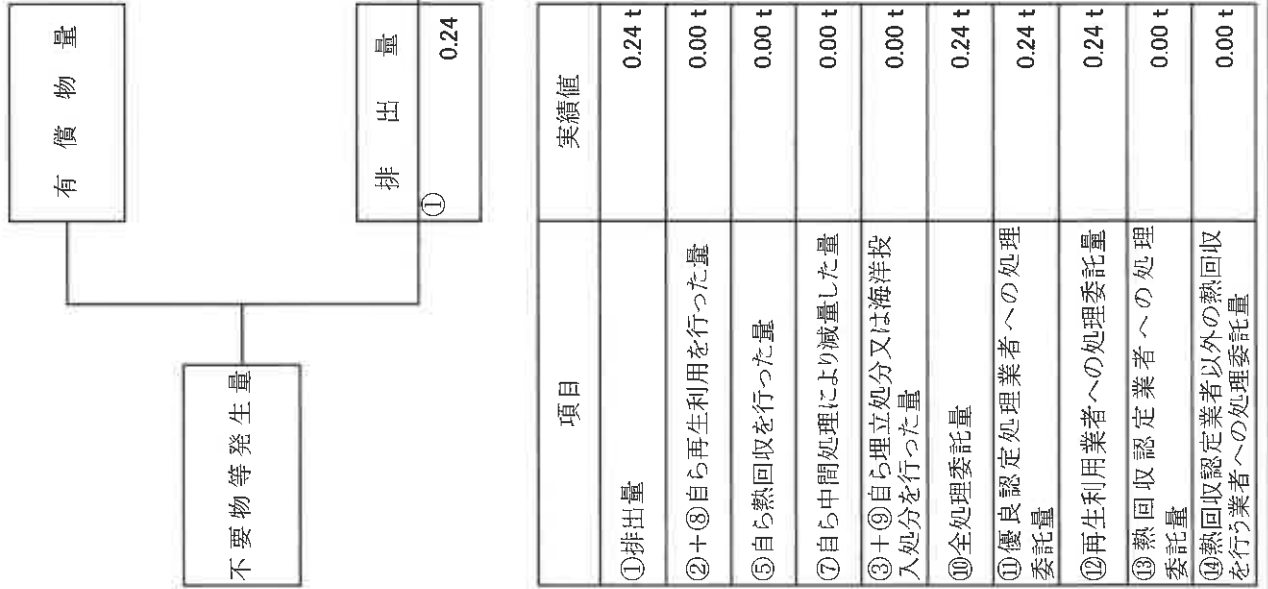 有償物量
不要物等発生量
排出量
①
0.24
項目 実績値
①排出量 0.24 t
②+⑧自ら再生利用を行った量 0.00 t
⑤自ら熱回収を行った量 0.00 t
⑦自ら中間処理により減量した量 0.00 t
③+⑨自ら埋立処分又は海洋投 0.00 t
入処分を行った量
⑩全処理委託量 0.24 t
⑪優良認定処理業者への処理 0.24 t
委託量
⑫再生利用業者への処理委託量 0.24 t
⑬熱回収認定業者への処理 0.00 t
委託量
⑭熱回収認定業者以外の熱回収 0.00 t
を行う業者への処理委託量